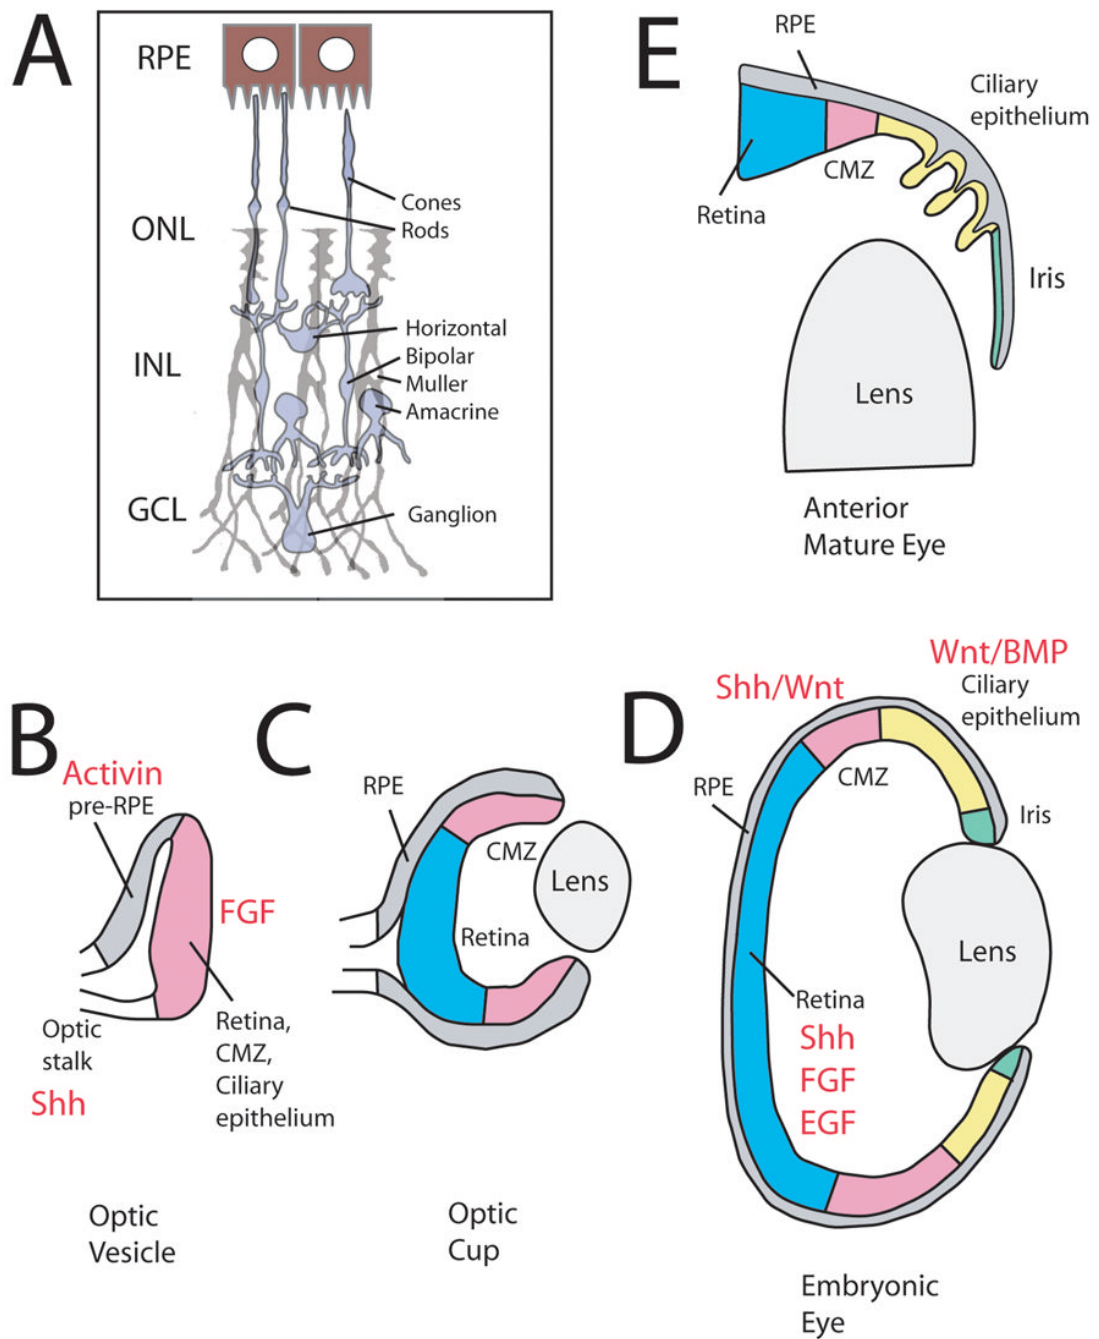 A
RPE
ONL
INL
GCL
Cones
Rods
Horizontal
Bipolar
Muller
Amacrine
Ganglion
E
RPE
Ciliary
epithelium
CMZ
Retina
Iris
Lens
Anterior
Mature Eye
B
Activin
pre-RPE
FGF
Optic
stalk
Shh
Retina,
CMZ,
Ciliary
epithelium
Optic
Vesicle
C
RPE
CMZ
Lens
Retina
Optic
Cup
D
Shh/Wnt
Wnt/BMP
Ciliary
epithelium
RPE
CMZ
Iris
Lens
Retina
Shh
FGF
EGF
Embryonic
Eye